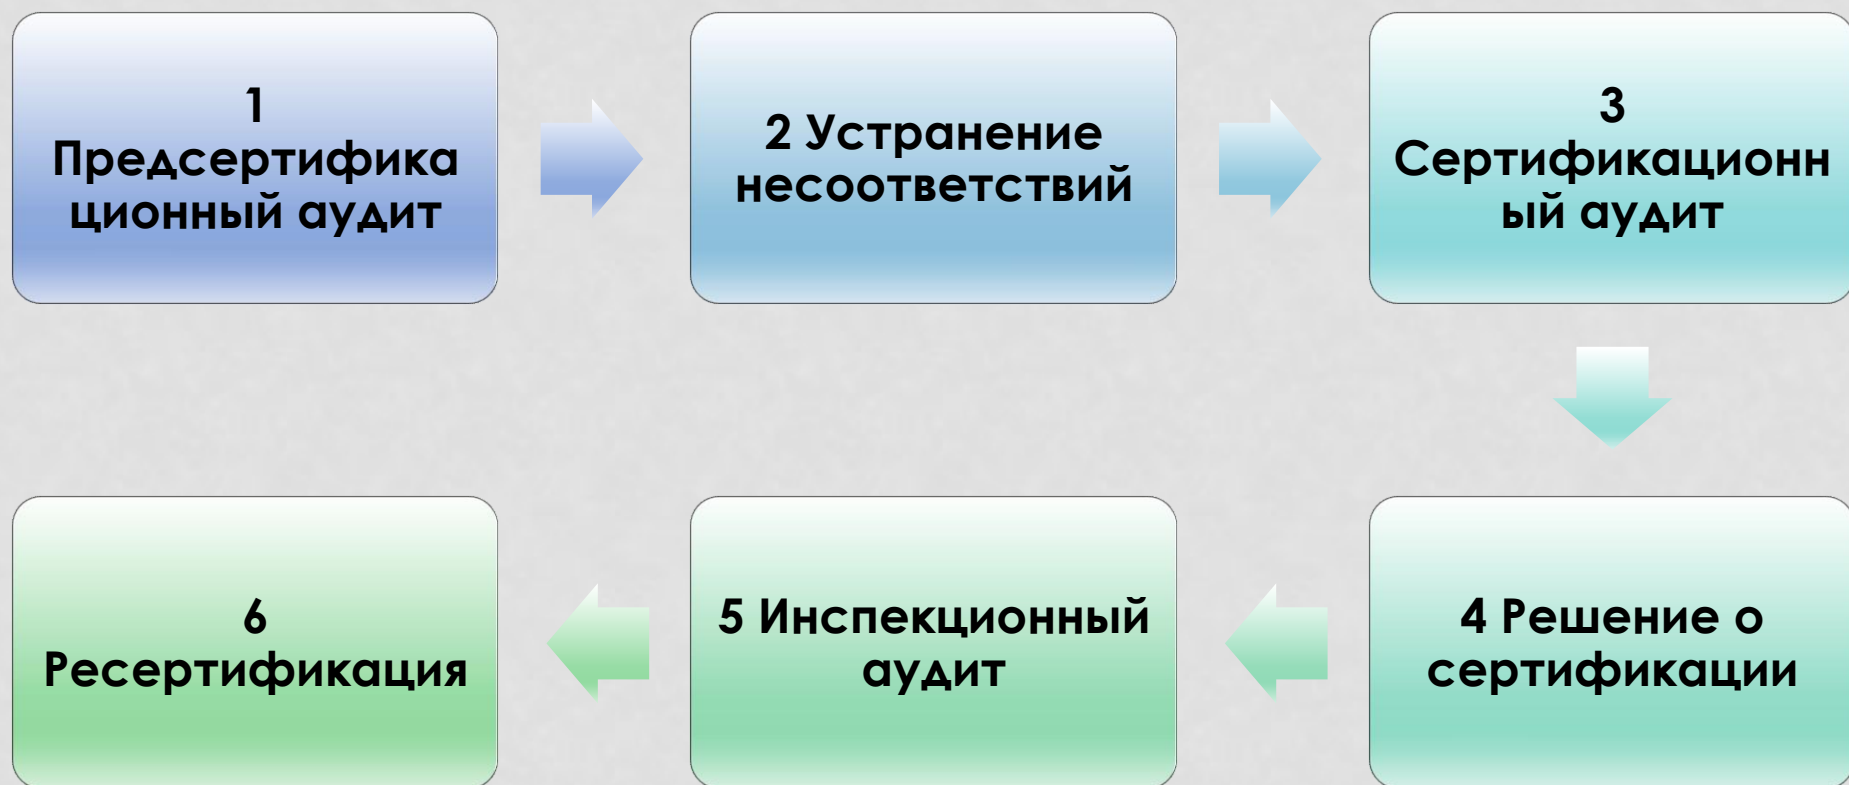 1
Предсертифика
ционный аудит
2 Устранение
несоответствий
3
Сертификационн
ый аудит
4 Решение о
сертификации
5 Инспекционный
аудит
6
Ресертификация